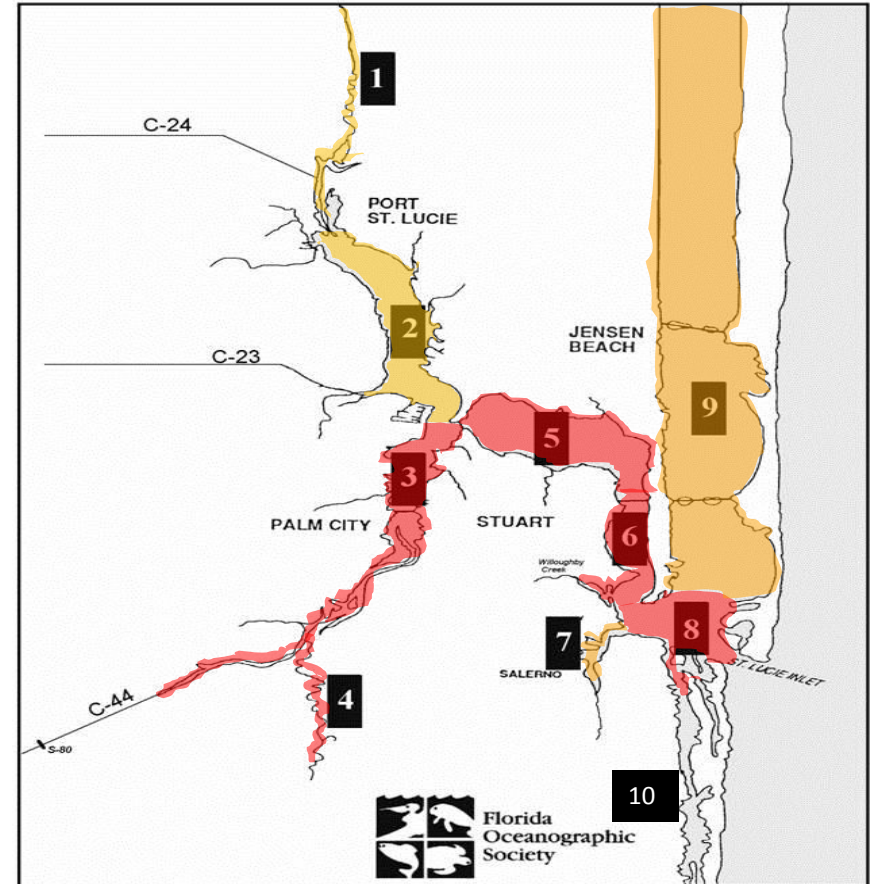 1
C-24
PORT
ST. LUCIE
2
JENSEN
BEACH
C-23
9
5
3
PALM CITY
STUART
6
Willoughby
Creek
7
8
SALERNO
ST. LUCIE INLET
4
C-44
S-80
10
Florida
Oceanographic
Society